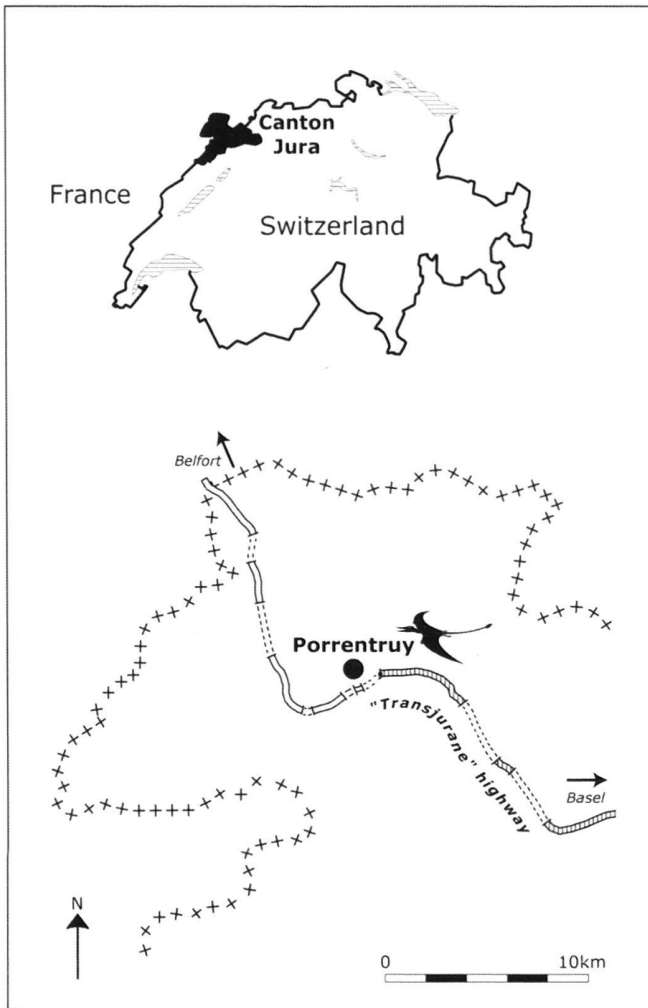 Canton
Jura
France
Switzerland
Belfort
Porrentruy
"Transjurane" highway
Basel
N
0 10km